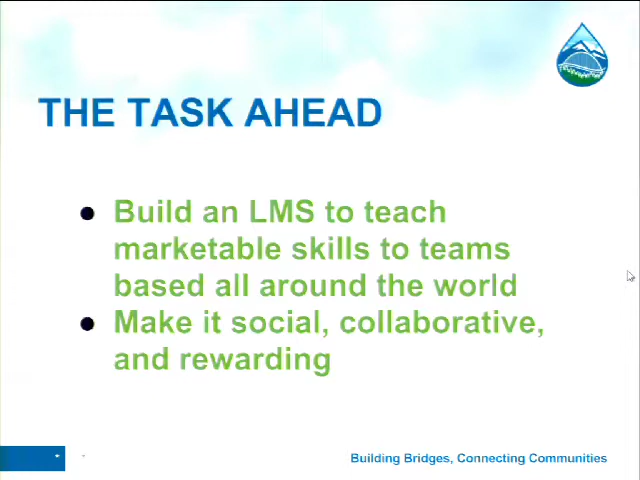 THE TASK AHEAD
● Build an LMS to teach
marketable skills to teams
based all around the world
● Make it social, collaborative,
and rewarding
Building Bridges, Connecting Communities